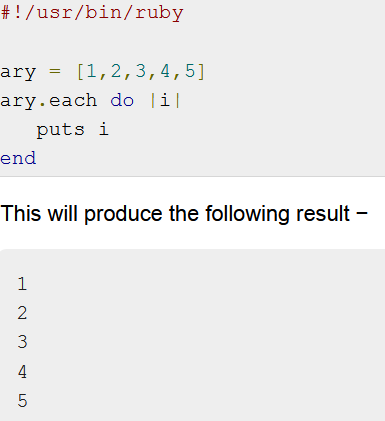 #!/usr/bin/ruby
ary = [1,2,3,4,5]
ary.each do |i|
   puts i
end
This will produce the following result −
1
2
3
4
5